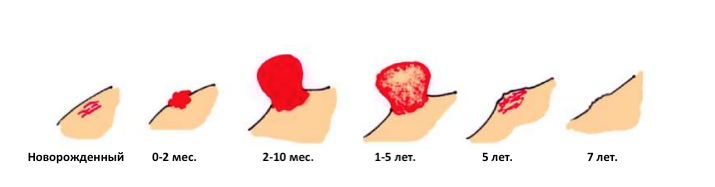 Новорожденный 0-2 мес. 2-10 мес. 1-5 лет. 5 лет. 7 лет.